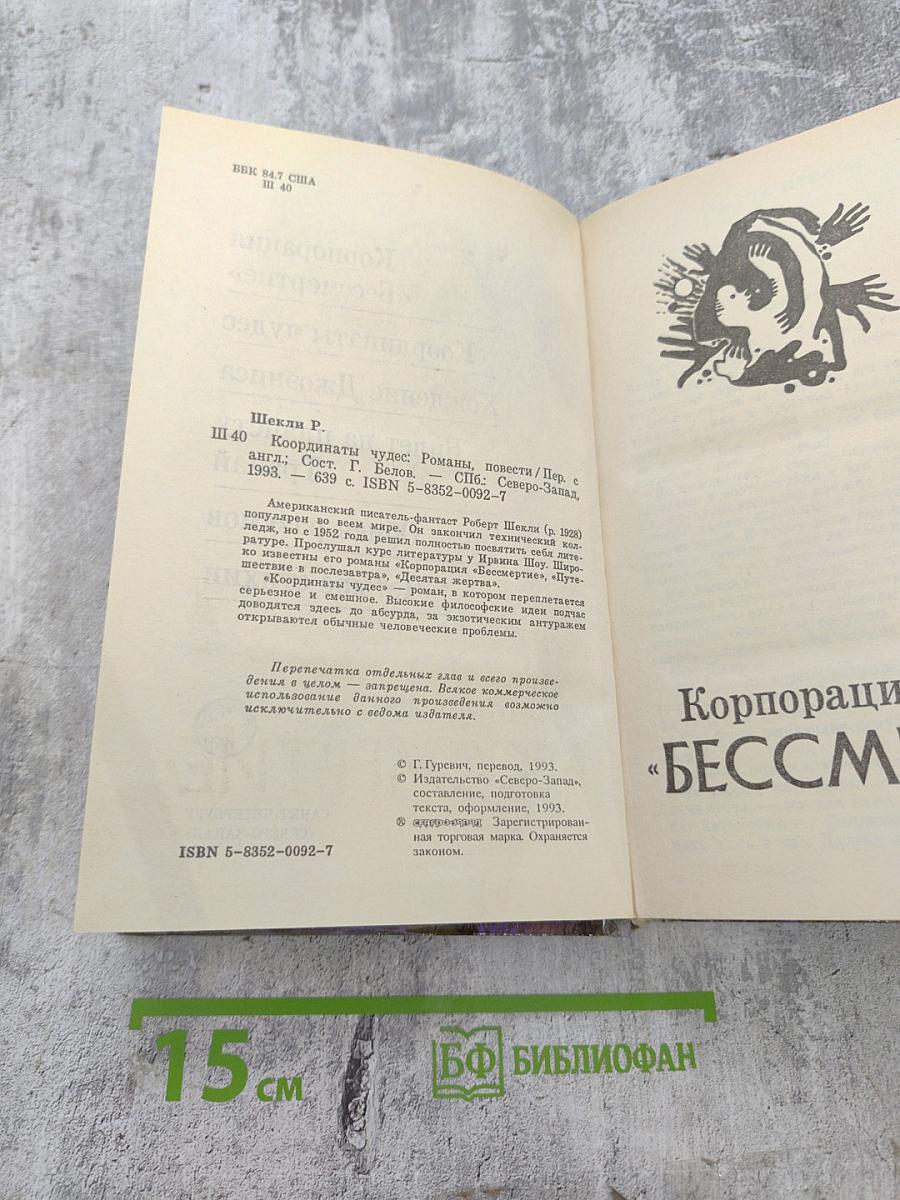 ББК 84.7 США
Ш 40
Шекли Р.
Ш 40 Координаты чудес: Романы, повести / Пер. с
англ.; Сост. Г. Белов. — СПб.: Северо-Запад,
1993. — 639 с. ISBN 5-8352-0092-7
Американский писатель-фантаст Роберт Шекли (р. 1928)
популярен во всем мире. Он закончил технический кол-
ледж, но с 1952 года решил полностью посвятить себя лите-
ратуре. Прослушал курс литературы у Ирвина Шоу. Широ-
ко известны его романы «Корпорация «Бессмертие», «Путе-
шествие в послезавтра», «Десятая жертва».
«Координаты чудес» — роман, в котором переплетается
серьезное и смешное. Высокие философские идеи подчас
доводятся здесь до абсурда, за экзотическим антуражем
открываются обычные человеческие проблемы.
Перепечатка отдельных глав и всего произве-
дения в целом — запрещена. Всякое коммерческое
использование данного произведения возможно
исключительно с ведома издателя.
© Г. Гуревич, перевод, 1993.
© Издательство «Северо-Запад»,
составление, подготовка
текста, оформление, 1993.
® Зарегистрирован-
ная торговая марка. Охраняется
законом.
ISBN 5-8352-0092-7
Корпораци
«БЕССМ
15 см
БФ БИБЛИОФАН